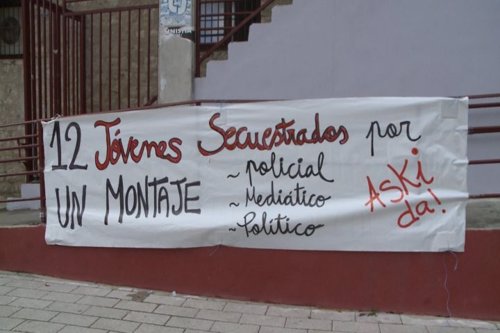 12 Jóvenes Secuestrados por
UN MONTAJE
~ policial
~ Mediático
~ Político
ASKi
da!